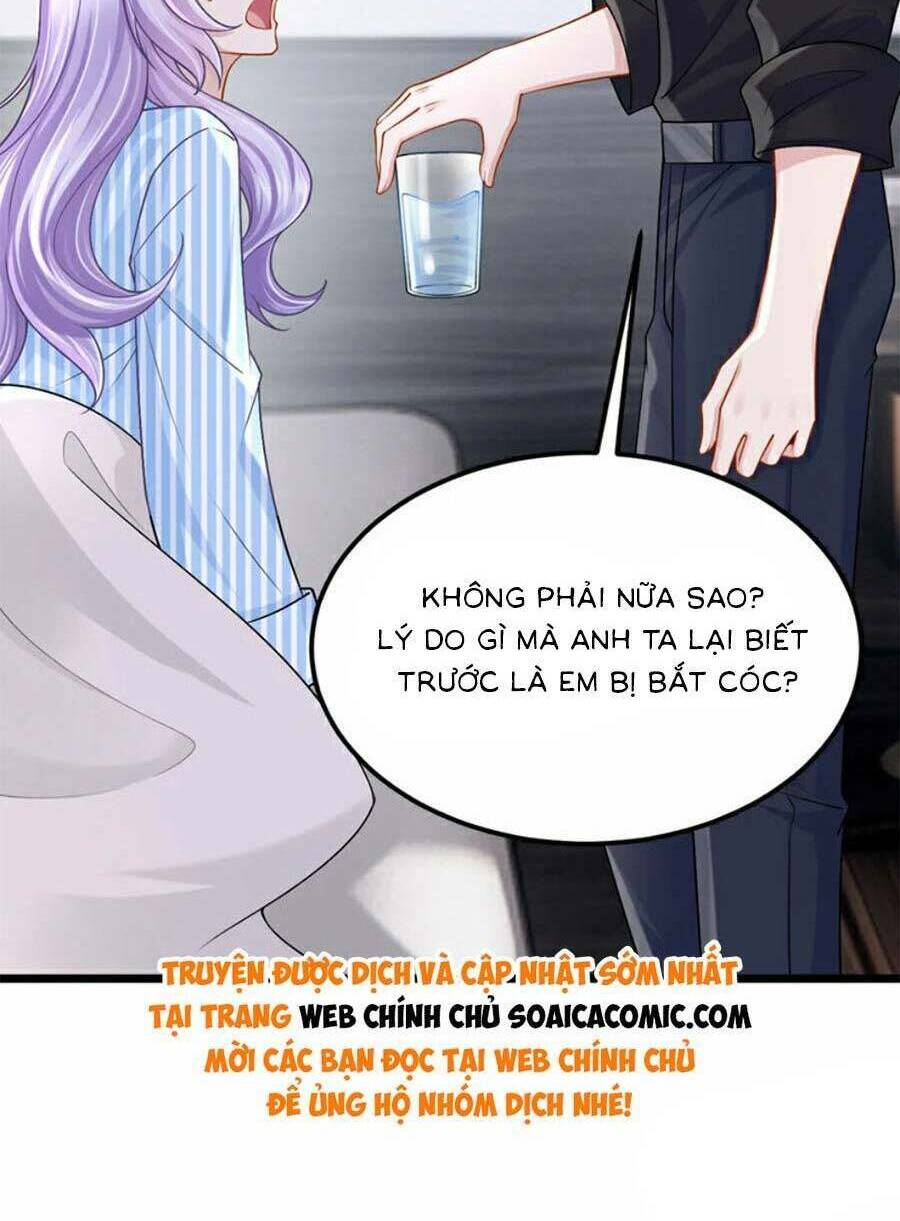 KHÔNG PHẢI NỮA SAO?
LÝ DO GÌ MÀ ANH TA LẠI BIẾT
TRƯỚC LÀ EM BỊ BẮT CÓC?
TRUYỆN ĐƯỢC DỊCH VÀ CẬP NHẬT SỚM NHẤT
TẠI TRANG WEB CHÍNH CHỦ SOAICACOMIC.COM
MỜI CÁC BẠN ĐỌC TẠI WEB CHÍNH CHỦ
ĐỂ ỦNG HỘ NHÓM DỊCH NHÉ!